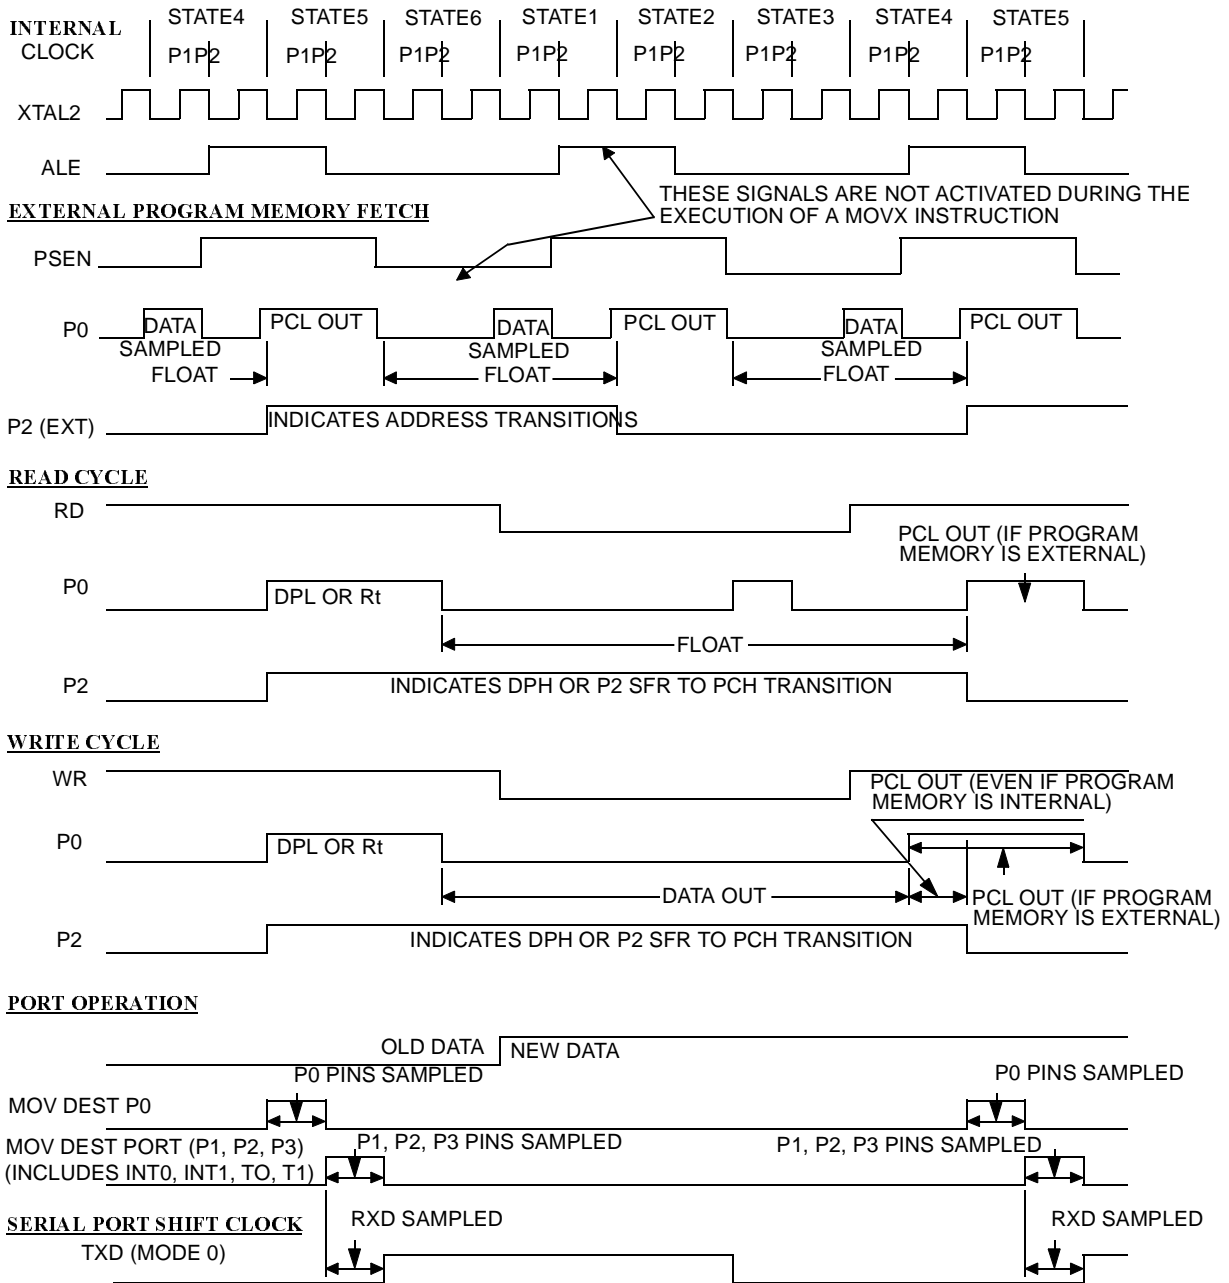 INTERNAL CLOCK
STATE4 STATE5 STATE6 STATE1 STATE2 STATE3 STATE4 STATE5
P1P2 P1P2 P1P2 P1P2 P1P2 P1P2 P1P2 P1P2
XTAL2
ALE
THESE SIGNALS ARE NOT ACTIVATED DURING THE
EXECUTION OF A MOVX INSTRUCTION
EXTERNAL PROGRAM MEMORY FETCH
PSEN
P0 DATA PCL OUT DATA PCL OUT DATA PCL OUT
SAMPLED SAMPLED SAMPLED
FLOAT FLOAT FLOAT
P2 (EXT) INDICATES ADDRESS TRANSITIONS
READ CYCLE
RD
PCL OUT (IF PROGRAM
MEMORY IS EXTERNAL)
P0 DPL OR Rt
FLOAT
P2 INDICATES DPH OR P2 SFR TO PCH TRANSITION
WRITE CYCLE
WR
PCL OUT (EVEN IF PROGRAM
MEMORY IS INTERNAL)
P0 DPL OR Rt
DATA OUT
PCL OUT (IF PROGRAM
MEMORY IS EXTERNAL)
P2 INDICATES DPH OR P2 SFR TO PCH TRANSITION
PORT OPERATION
OLD DATA NEW DATA
P0 PINS SAMPLED P0 PINS SAMPLED
MOV DEST P0
MOV DEST PORT (P1, P2, P3) P1, P2, P3 PINS SAMPLED P1, P2, P3 PINS SAMPLED
(INCLUDES INT0, INT1, TO, T1)
SERIAL PORT SHIFT CLOCK RXD SAMPLED RXD SAMPLED
TXD (MODE 0)